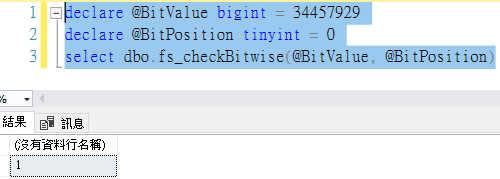 1 declare @BitValue bigint = 34457929
2 declare @BitPosition tinyint = 0
3 select dbo.fs_checkBitwise(@BitValue, @BitPosition)
%
結果 訊息
(沒有資料行名稱)
1